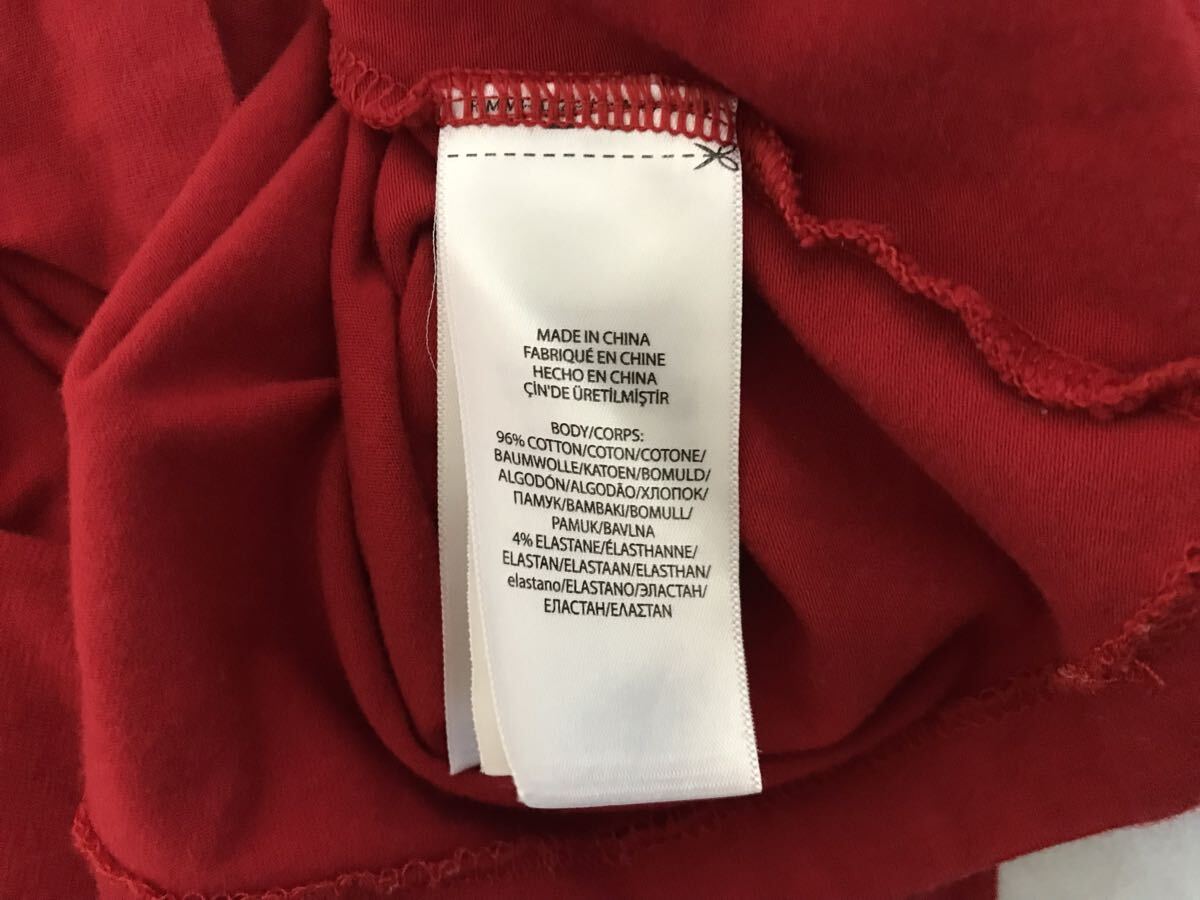 MADE IN CHINA
FABRIQUÉ EN CHINE
HECHO EN CHINA
ÇİN'DE ÜRETİLMİŞTİR
BODY/CORPS:
96% COTTON/COTON/COTONE/
BAUMWOLLE/KATOEN/BOMULD/
ALGODÓN/ALGODÃO/ХЛОПОК/
ПАМУК/ΒΑΜΒΑΚΙ/BOMULL/
PAMUK/BAVLNA
4% ELASTANE/ÉLASTHANNE/
ELASTAN/ELASTAAN/ELASTHAN/
elastano/ELASTANO/ЭЛАСТАН/
ЕЛАСТАН/ΕΛΑΣΤΑΝ